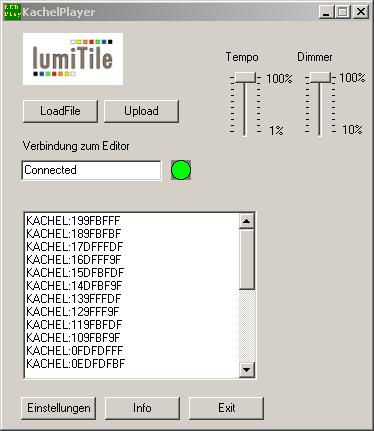 LED
Play
KachelPlayer
lumiTile
Tempo
Dimmer
100%
100%
LoadFile
Upload
1%
10%
Verbindung zum Editor
Connected
KACHEL:199FBFFF
KACHEL:189FBFBF
KACHEL:17DFFFDF
KACHEL:16DFFF9F
KACHEL:15DFBFDF
KACHEL:14DFBF9F
KACHEL:139FFFDF
KACHEL:129FFF9F
KACHEL:119FBFDF
KACHEL:109FBF9F
KACHEL:0FDFDFFF
KACHEL:0EDFDFBF
Einstellungen
Info
Exit